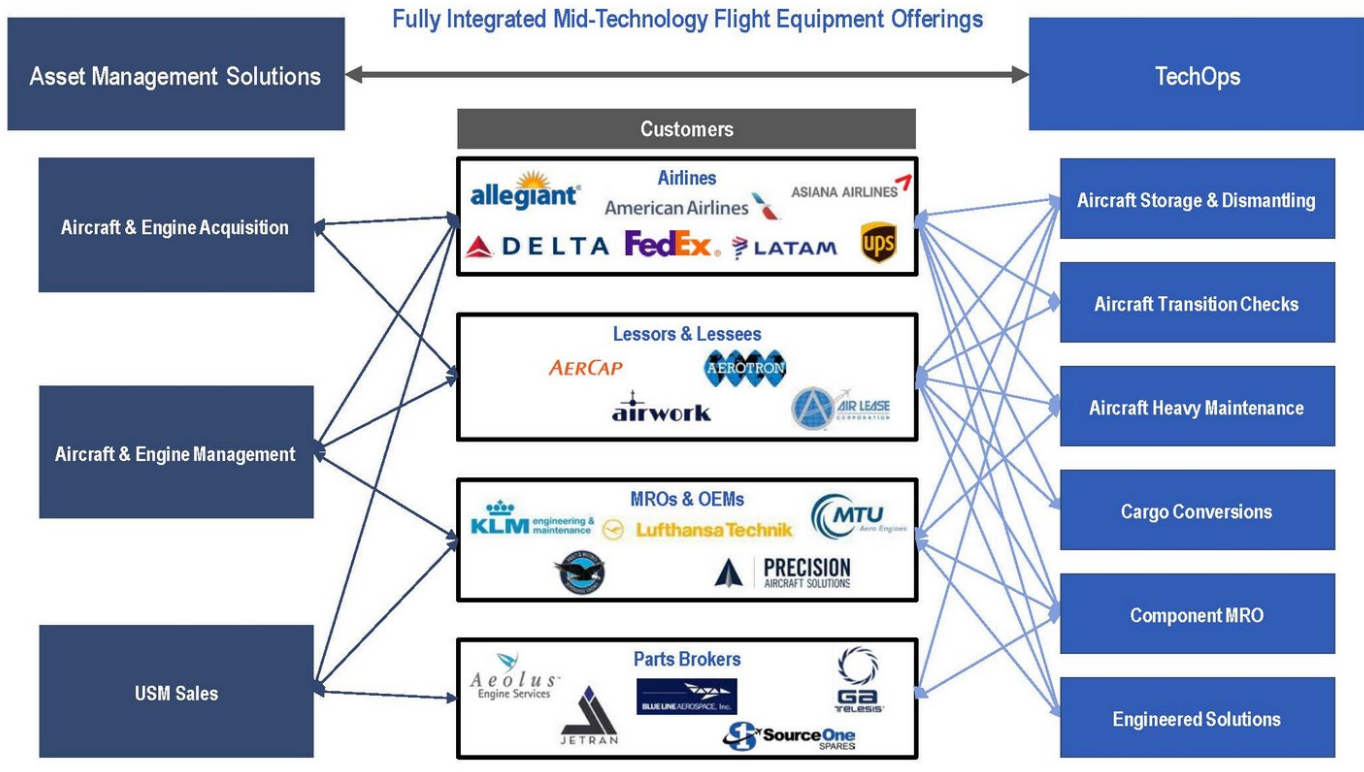 Fully Integrated Mid-Technology Flight Equipment Offerings
Asset Management Solutions
TechOps
Customers
Aircraft & Engine Acquisition
Aircraft & Engine Management
USM Sales
Airlines
allegiant®
American Airlines
ASIANA AIRLINES
DELTA
FedEx®
LATAM
ups
Lessors & Lessees
AERCAP
AEROTRON
airwork
AIR LEASE
CORPORATION
MROs & OEMs
KLM engineering &
maintenance
Lufthansa Technik
MTU
Aero Engines
PRECISION
AIRCRAFT SOLUTIONS
Parts Brokers
Aeolus
Engine Services
JETRAN
BLUE LINE AEROSPACE, Inc.
GA
TELESIS
SourceOne
SPARES
Aircraft Storage & Dismantling
Aircraft Transition Checks
Aircraft Heavy Maintenance
Cargo Conversions
Component MRO
Engineered Solutions